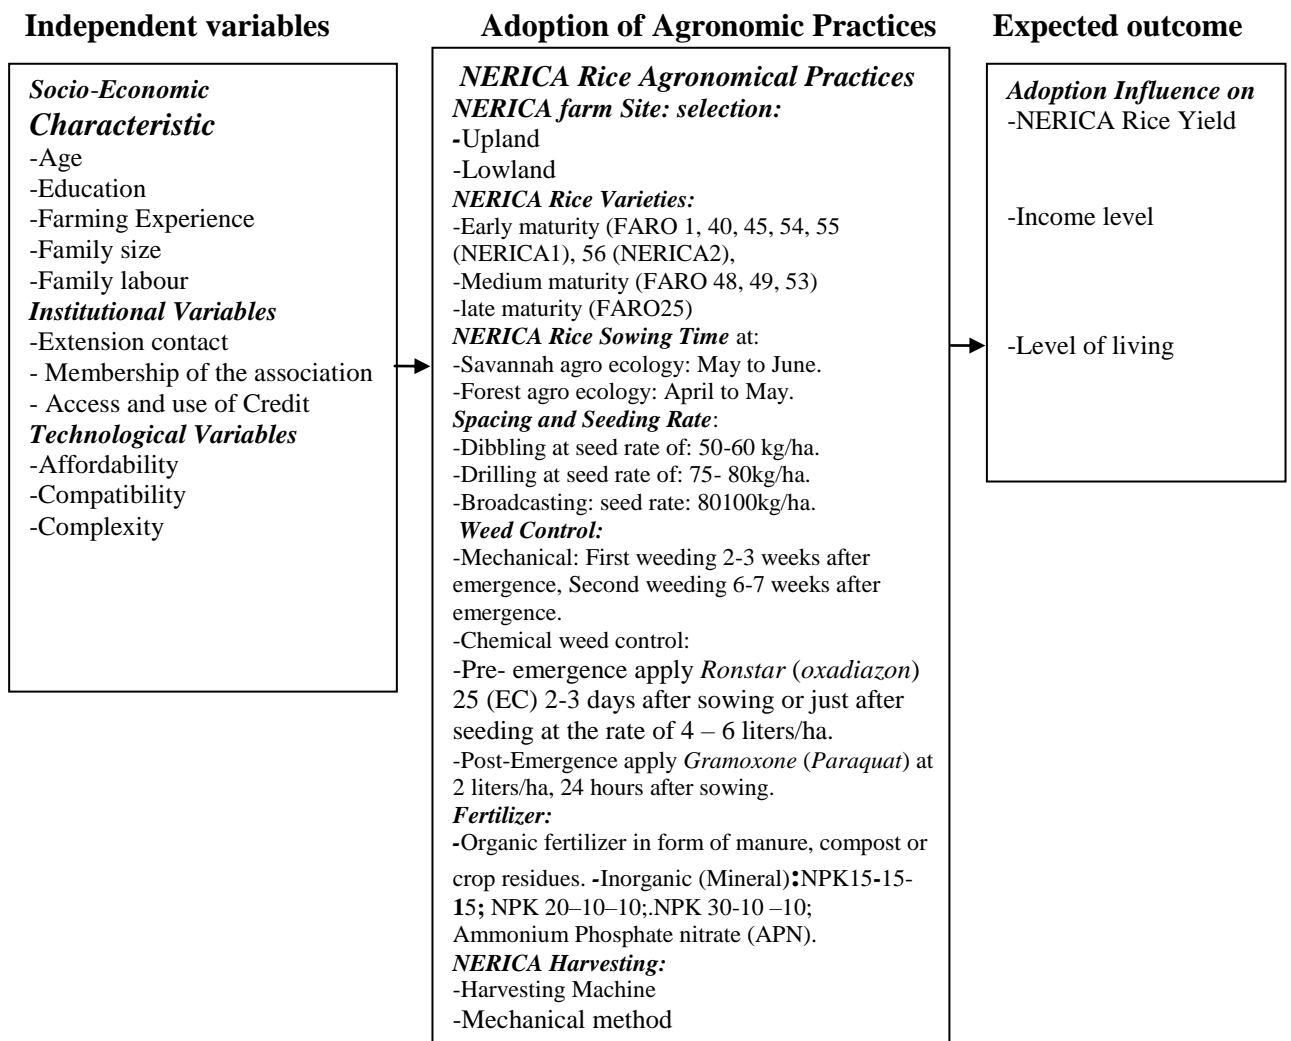 Independent variables
Adoption of Agronomic Practices
Expected outcome
Socio-Economic
Characteristic
-Age
-Education
-Farming Experience
-Family size
-Family labour
Institutional Variables
-Extension contact
- Membership of the association
- Access and use of Credit
Technological Variables
-Affordability
-Compatibility
-Complexity
NERICA Rice Agronomical Practices
NERICA farm Site: selection:
-Upland
-Lowland
NERICA Rice Varieties:
-Early maturity (FARO 1, 40, 45, 54, 55
(NERICA1), 56 (NERICA2),
-Medium maturity (FARO 48, 49, 53)
-late maturity (FARO25)
NERICA Rice Sowing Time at:
-Savannah agro ecology: May to June.
-Forest agro ecology: April to May.
Spacing and Seeding Rate:
-Dibbling at seed rate of: 50-60 kg/ha.
-Drilling at seed rate of: 75- 80kg/ha.
-Broadcasting: seed rate: 80100kg/ha.
Weed Control:
-Mechanical: First weeding 2-3 weeks after
emergence, Second weeding 6-7 weeks after
emergence.
-Chemical weed control:
-Pre- emergence apply Ronstar (oxadiazon)
25 (EC) 2-3 days after sowing or just after
seeding at the rate of 4 – 6 liters/ha.
-Post-Emergence apply Gramoxone (Paraquat) at
2 liters/ha, 24 hours after sowing.
Fertilizer:
-Organic fertilizer in form of manure, compost or
crop residues. -Inorganic (Mineral):NPK15-15-
15; NPK 20–10–10;.NPK 30-10 –10;
Ammonium Phosphate nitrate (APN).
NERICA Harvesting:
-Harvesting Machine
-Mechanical method
Adoption Influence on
-NERICA Rice Yield
-Income level
-Level of living